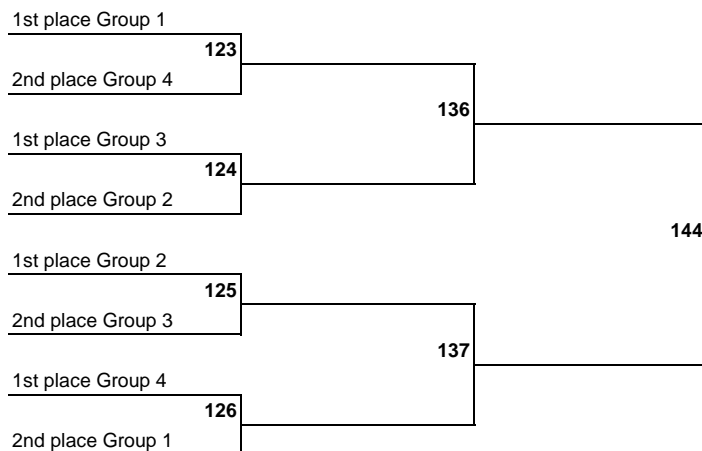 1st place Group 1
123
2nd place Group 4
136
1st place Group 3
124
2nd place Group 2
144
1st place Group 2
125
2nd place Group 3
137
1st place Group 4
126
2nd place Group 1